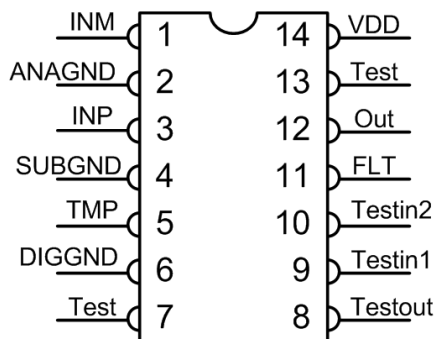 INM 1 14 VDD
ANAGND 2 13 Test
INP 3 12 Out
SUBGND 4 11 FLT
TMP 5 10 Testin2
DIGGND 6 9 Testin1
Test 7 8 Testout